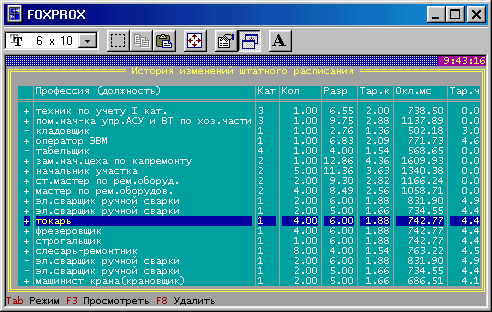 FOXPROX
6 x 10
9:43:16
История изменений штатного расписания
Профессия (должность) Кат Кол Разр Тар.к Окл.мс Тар.ч
+ техник по учету I кат. 3 1.00 6.55 2.00 738.50 0.0
+ пом.нач-ка упр.АСУ и ВТ по хоз.части 3 1.00 9.75 2.88 1137.89 0.0
- кладовщик 1 1.00 2.76 1.36 502.18 3.0
+ оператор ЭВМ 1 1.00 6.83 2.09 771.73 4.6
- табельщик 4 1.00 4.00 1.54 568.65 0.0
+ зам.нач.цеха по капремонту 2 1.00 12.86 4.36 1609.93 0.0
+ начальник участка 2 5.00 11.36 3.63 1340.38 0.0
+ ст.мастер по рем.оборуд. 2 2.00 9.30 2.82 1166.24 0.0
+ мастер по рем.оборудов. 2 4.00 8.49 2.56 1058.71 0.0
+ эл.сварщик ручной сварки 1 2.00 6.00 1.88 831.90 4.9
+ эл.сварщик ручной сварки 1 2.00 5.00 1.66 734.55 4.4
+ токарь 1 4.00 6.00 1.88 742.77 4.4
+ фрезеровщик 1 4.00 6.00 1.88 742.77 4.4
+ строгальщик 1 1.00 6.00 1.88 742.77 4.4
- слесарь-ремонтник 1 8.00 4.00 1.54 763.22 4.5
- эл.сварщик ручной сварки 1 2.00 6.00 1.88 831.90 4.9
- эл.сварщик ручной сварки 1 2.00 5.00 1.66 734.55 4.4
+ машинист крана(крановщик) 1 2.00 4.00 1.66 686.51 4.1
Tab Режим F3 Просмотреть F8 Удалить